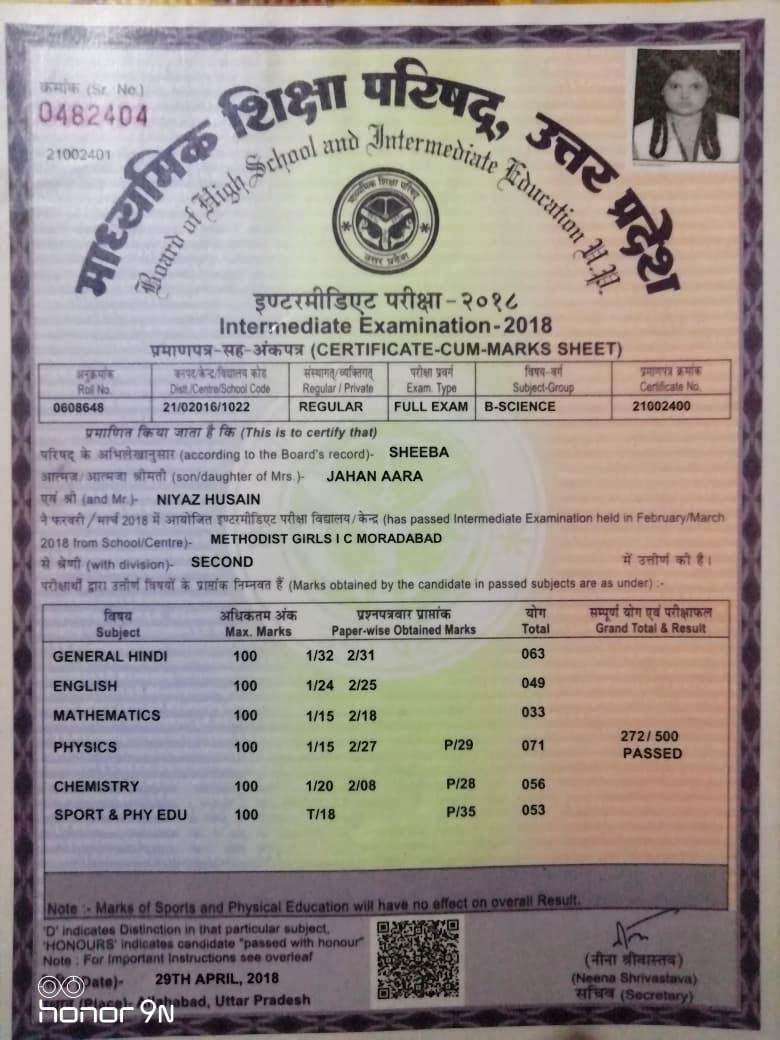 क्रमांक (Sr. No.)
0482404
21002401
माध्यमिक शिक्षा परिषद्, उत्तर प्रदेश
Board of High School and Intermediate Education U.P.
माध्यमिक शिक्षा परिषद
उत्तर प्रदेश
इण्टरमीडिएट परीक्षा-२०१८
Intermediate Examination-2018
प्रमाणपत्र-सह-अंकपत्र (CERTIFICATE-CUM-MARKS SHEET)
अनुक्रमांक जनपद/केन्द्र/विद्यालय कोड संस्थागत/व्यक्तिगत परीक्षा प्रवर्ग विषय-वर्ग प्रमाणपत्र क्रमांक
Roll No. Distt./Centre/School Code Regular / Private Exam. Type Subject-Group Certificate No.
0608648 21/02016/1022 REGULAR FULL EXAM B-SCIENCE 21002400
प्रमाणित किया जाता है कि (This is to certify that)
परिषद् के अभिलेखानुसार (according to the Board's record)- SHEEBA
आत्मज/आत्मजा श्रीमती (son/daughter of Mrs.)- JAHAN AARA
एवं श्री (and Mr.)- NIYAZ HUSAIN
ने फरवरी/मार्च 2018 में आयोजित इण्टरमीडिएट परीक्षा विद्यालय/केन्द्र (has passed Intermediate Examination held in February/March
2018 from School/Centre)- METHODIST GIRLS I C MORADABAD
से श्रेणी (with division)- SECOND में उत्तीर्ण की है।
परीक्षार्थी द्वारा उत्तीर्ण विषयों के प्राप्तांक निम्नवत हैं (Marks obtained by the candidate in passed subjects are as under) :-
विषय अधिकतम अंक प्रश्नपत्रवार प्राप्तांक योग सम्पूर्ण योग एवं परीक्षाफल
Subject Max. Marks Paper-wise Obtained Marks Total Grand Total & Result
GENERAL HINDI 100 1/32 2/31 063
ENGLISH 100 1/24 2/25 049
MATHEMATICS 100 1/15 2/18 033
PHYSICS 100 1/15 2/27 P/29 071
272/ 500
PASSED
CHEMISTRY 100 1/20 2/08 P/28 056
SPORT & PHY EDU 100 T/18 P/35 053
Note :- Marks of Sports and Physical Education will have no effect on overall Result.
'D' indicates Distinction in that particular subject,
'HONOURS' indicates candidate "passed with honour"
Note : For Important Instructions see overleaf
(Date)- 29TH APRIL, 2018
(Place)- Allahabad, Uttar Pradesh
(नीना श्रीवास्तव)
(Neena Shrivastava)
सचिव (Secretary)
honor 9N